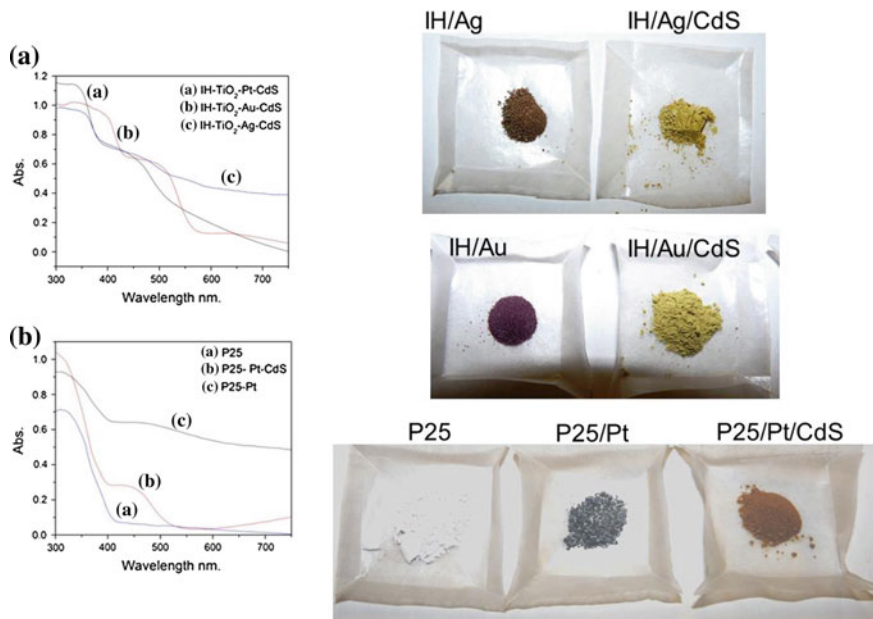 (a)
1.2
1.0
0.8
0.6
0.4
0.2
0.0
Abs.
300 400 500 600 700
Wavelength nm.
(a) IH-TiO2-Pt-CdS
(b) IH-TiO2-Au-CdS
(c) IH-TiO2-Ag-CdS
(a)
(b)
(c)
(b)
1.0
0.8
0.6
0.4
0.2
0.0
Abs.
300 400 500 600 700
Wavelength nm.
(a) P25
(b) P25- Pt-CdS
(c) P25-Pt
(c)
(b)
(a)
IH/Ag IH/Ag/CdS
IH/Au IH/Au/CdS
P25 P25/Pt P25/Pt/CdS